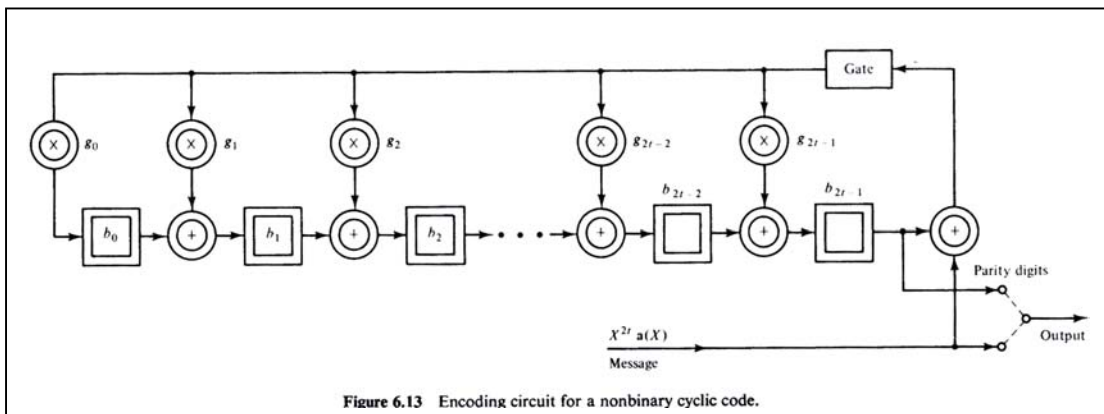 Gate
× g₀ × g₁ × g₂ × g₂ₜ₋₂ × g₂ₜ₋₁
b₂ₜ₋₂ b₂ₜ₋₁
b₀ + b₁ + b₂ + + +
Parity digits
X²ᵗ a(X)
Message
Output
Figure 6.13 Encoding circuit for a nonbinary cyclic code.